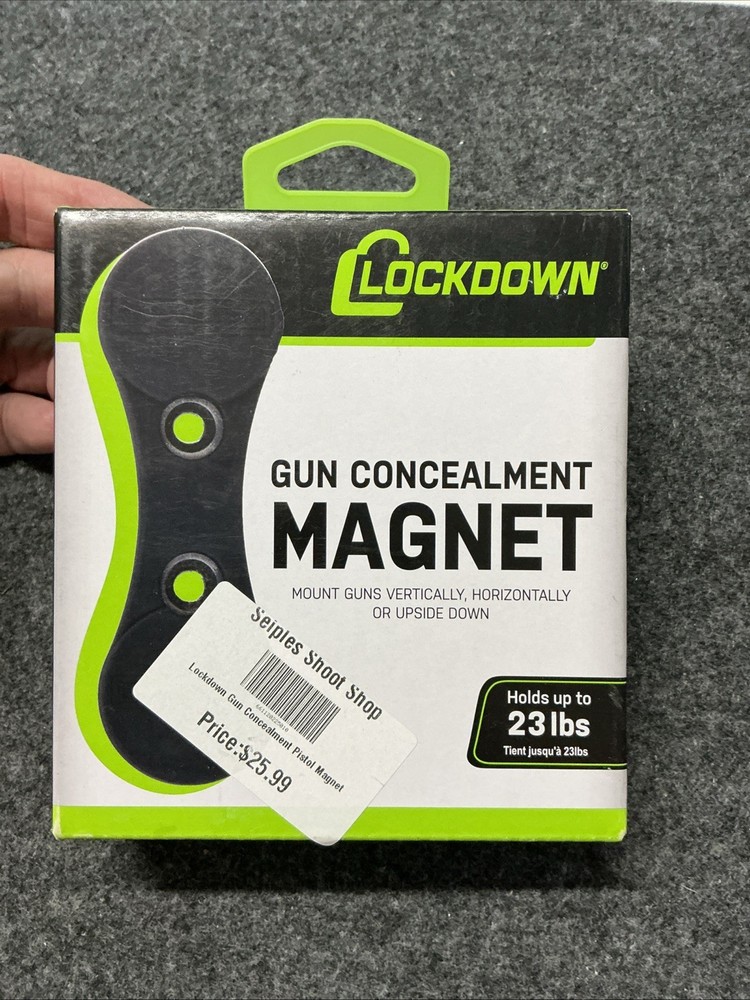 LOCKDOWN®
GUN CONCEALMENT
MAGNET
MOUNT GUNS VERTICALLY, HORIZONTALLY
OR UPSIDE DOWN
Holds up to
23 lbs
Tient jusqu'à 23lbs
Seiples Shoot Shop
Lockdown Gun Concealment Pistol Magnet
Price:$25.99